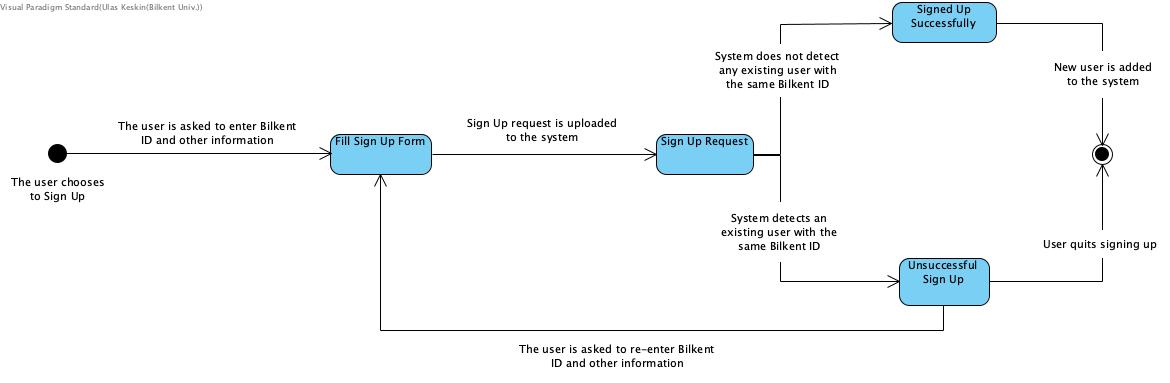 Visual Paradigm Standard(Ulas Keskin(Bilkent Univ.))
Signed Up
Successfully
System does not detect
any existing user with
the same Bilkent ID
New user is added
to the system
The user is asked to enter Bilkent
ID and other information
Sign Up request is uploaded
to the system
Fill Sign Up Form
Sign Up Request
The user chooses
to Sign Up
System detects an
existing user with the
same Bilkent ID
User quits signing up
Unsuccessful
Sign Up
The user is asked to re-enter Bilkent
ID and other information